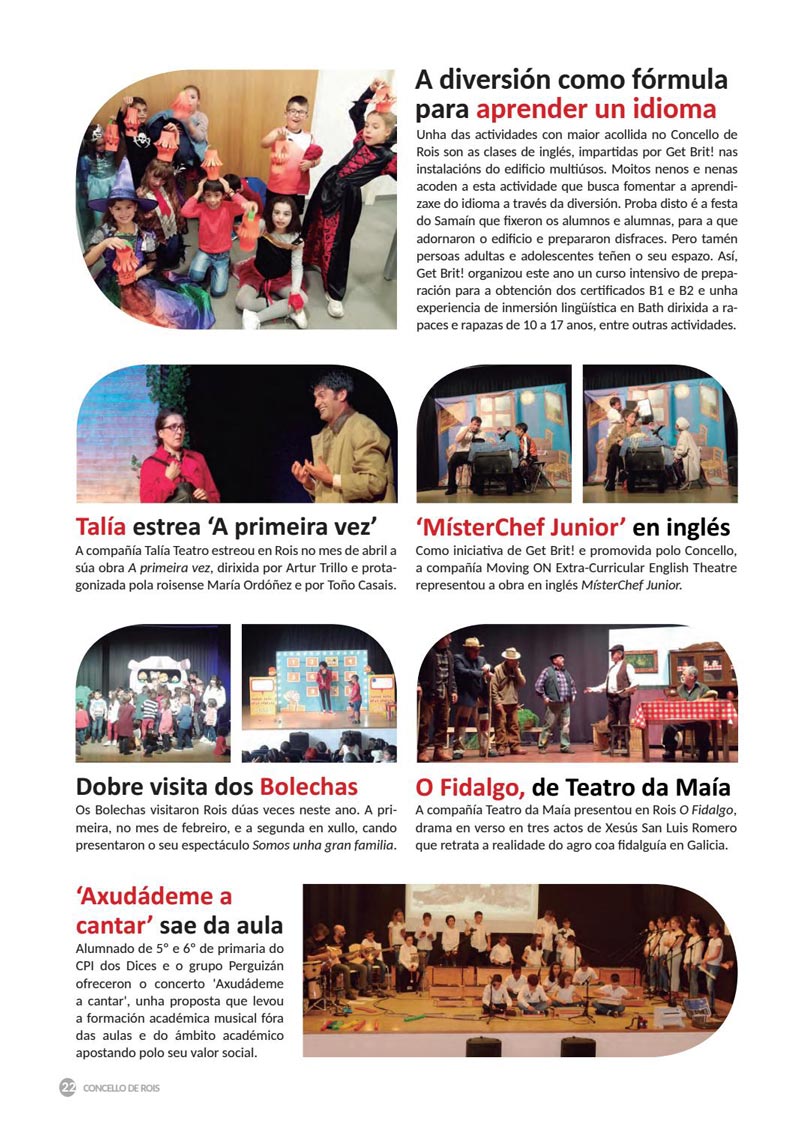 A diversión como fórmula
para aprender un idioma
Unha das actividades con maior acollida no Concello de
Rois son as clases de inglés, impartidas por Get Brit! nas
instalacións do edificio multiúsos. Moitos nenos e nenas
acoden a esta actividade que busca fomentar a aprendi-
zaxe do idioma a través da diversión. Proba disto é a festa
do Samaín que fixeron os alumnos e alumnas, para a que
adornaron o edificio e prepararon disfraces. Pero tamén
persoas adultas e adolescentes teñen o seu espazo. Así,
Get Brit! organizou este ano un curso intensivo de prepa-
ración para a obtención dos certificados B1 e B2 e unha
experiencia de inmersión lingüística en Bath dirixida a ra-
paces e rapazas de 10 a 17 anos, entre outras actividades.
Talía estrea ‘A primeira vez’
A compañía Talía Teatro estreou en Rois no mes de abril a
súa obra A primeira vez, dirixida por Artur Trillo e prota-
gonizada pola roisense María Ordóñez e por Toño Casais.
‘MísterChef Junior’ en inglés
Como iniciativa de Get Brit! e promovida polo Concello,
a compañía Moving ON Extra-Curricular English Theatre
representou a obra en inglés MísterChef Junior.
Dobre visita dos Bolechas
Os Bolechas visitaron Rois dúas veces neste ano. A pri-
meira, no mes de febreiro, e a segunda en xullo, cando
presentaron o seu espectáculo Somos unha gran familia.
O Fidalgo, de Teatro da Maía
A compañía Teatro da Maía presentou en Rois O Fidalgo,
drama en verso en tres actos de Xesús San Luis Romero
que retrata a realidade do agro coa fidalguía en Galicia.
‘Axudádeme a
cantar’ sae da aula
Alumnado de 5º e 6º de primaria do
CPI dos Dices e o grupo Perguizán
ofreceron o concerto 'Axudádeme
a cantar', unha proposta que levou
a formación académica musical fóra
das aulas e do ámbito académico
apostando polo seu valor social.
22 CONCELLO DE ROIS